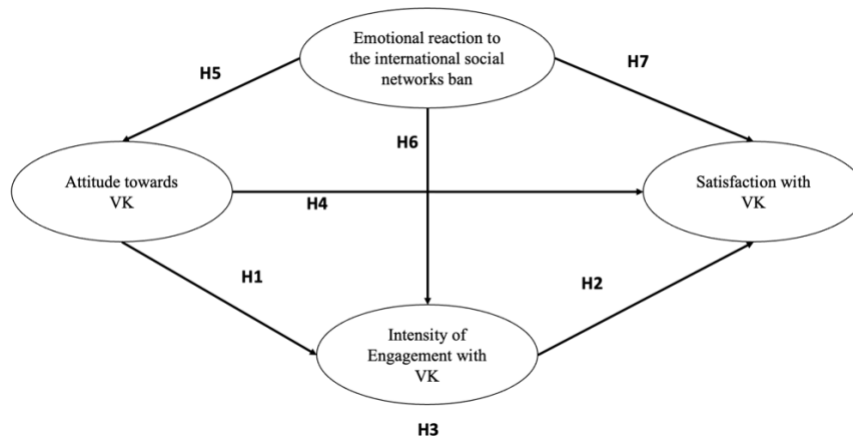 Emotional reaction to
the international social
networks ban
H5
H7
H6
Attitude towards
VK
Satisfaction with
VK
H4
H1
H2
Intensity of
Engagement with
VK
H3